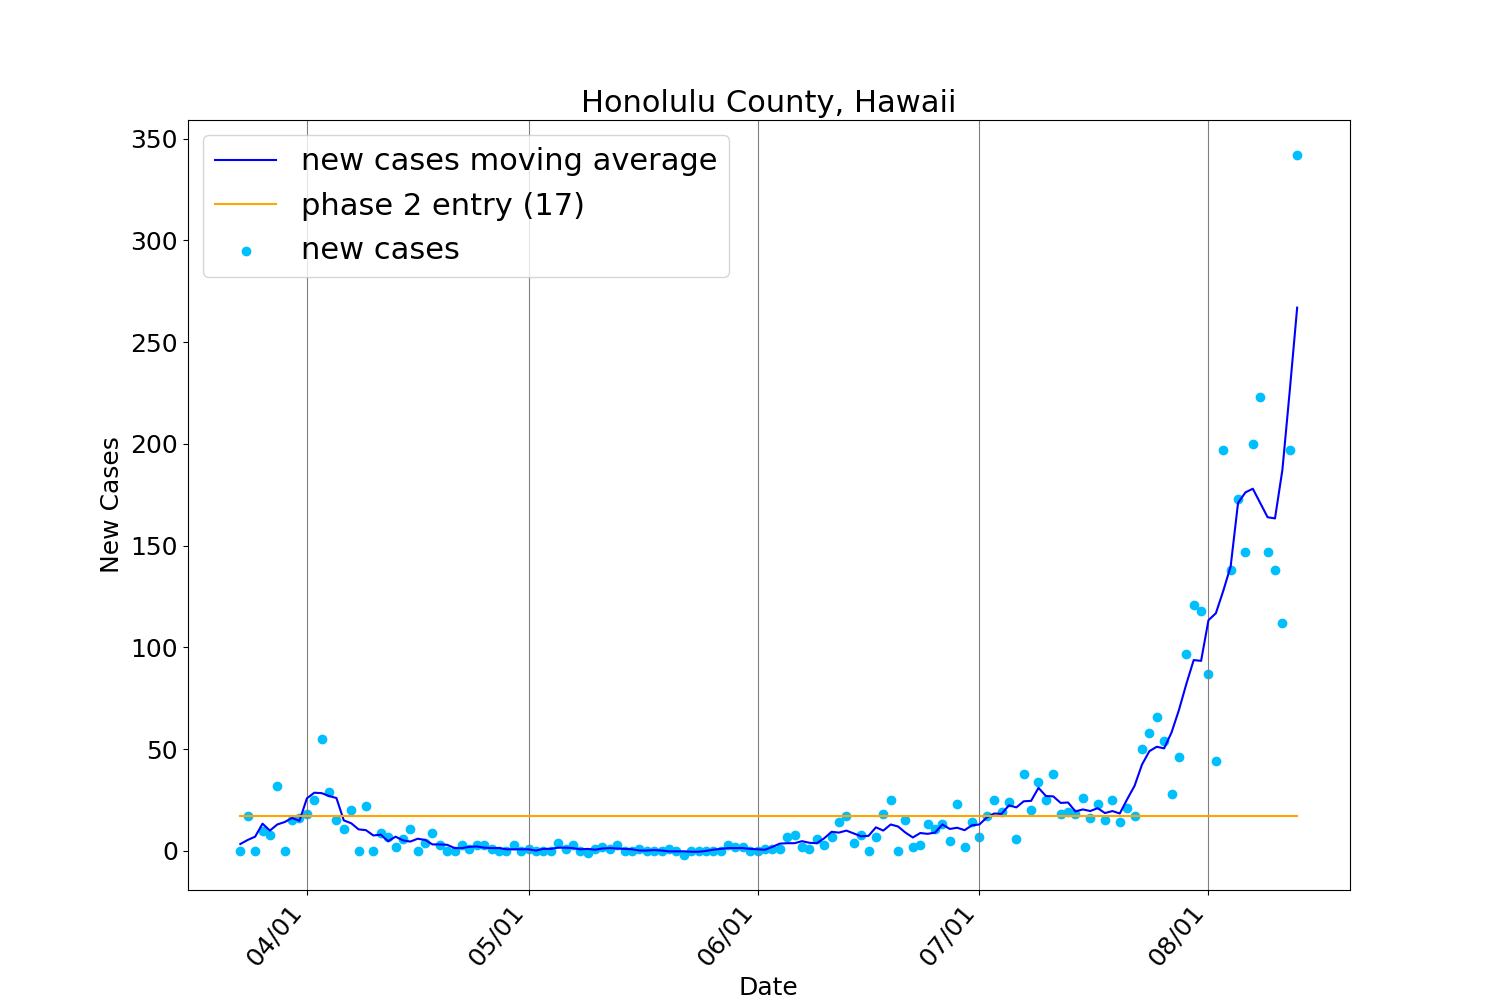 Honolulu County, Hawaii
new cases moving average
phase 2 entry (17)
new cases
350
300
250
200
150
100
50
0
New Cases
04/01
05/01
06/01
07/01
08/01
Date